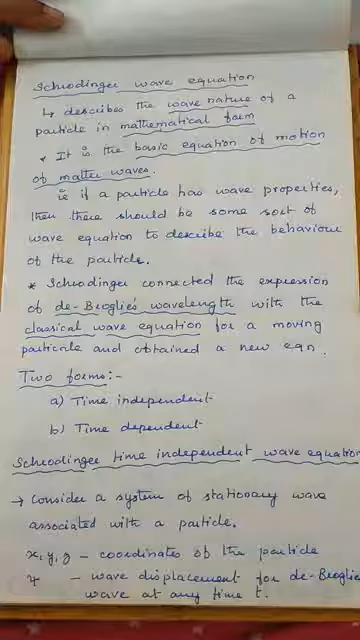 Schrodinger wave equation
↳ describes the wave nature of a
particle in mathematical form
* It is the basic equation of motion
of matter waves.
ie if a particle has wave properties,
then there should be some sort of
wave equation to describe the behaviour
of the particle.
* Schrodinger connected the expression
of de-Broglie's wavelength with the
classical wave equation for a moving
particle and obtained a new eqn.
Two forms:-
a) Time independent
b) Time dependent
Schrodinger time independent wave equation
→ Consider a system of stationary wave
associated with a particle.
x, y, z – coordinates of the particle
ψ – wave displacement for de-Broglie
wave at any time t.